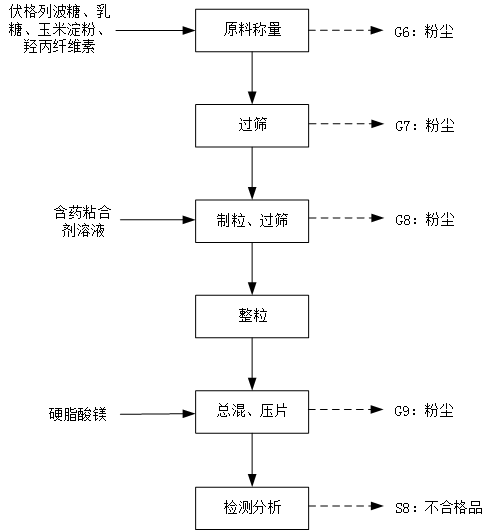 伏格列波糖、乳
糖、玉米淀粉、
羟丙纤维素
原料称量
G6：粉尘
过筛
G7：粉尘
含药粘合
剂溶液
制粒、过筛
G8：粉尘
整粒
硬脂酸镁
总混、压片
G9：粉尘
检测分析
S8：不合格品